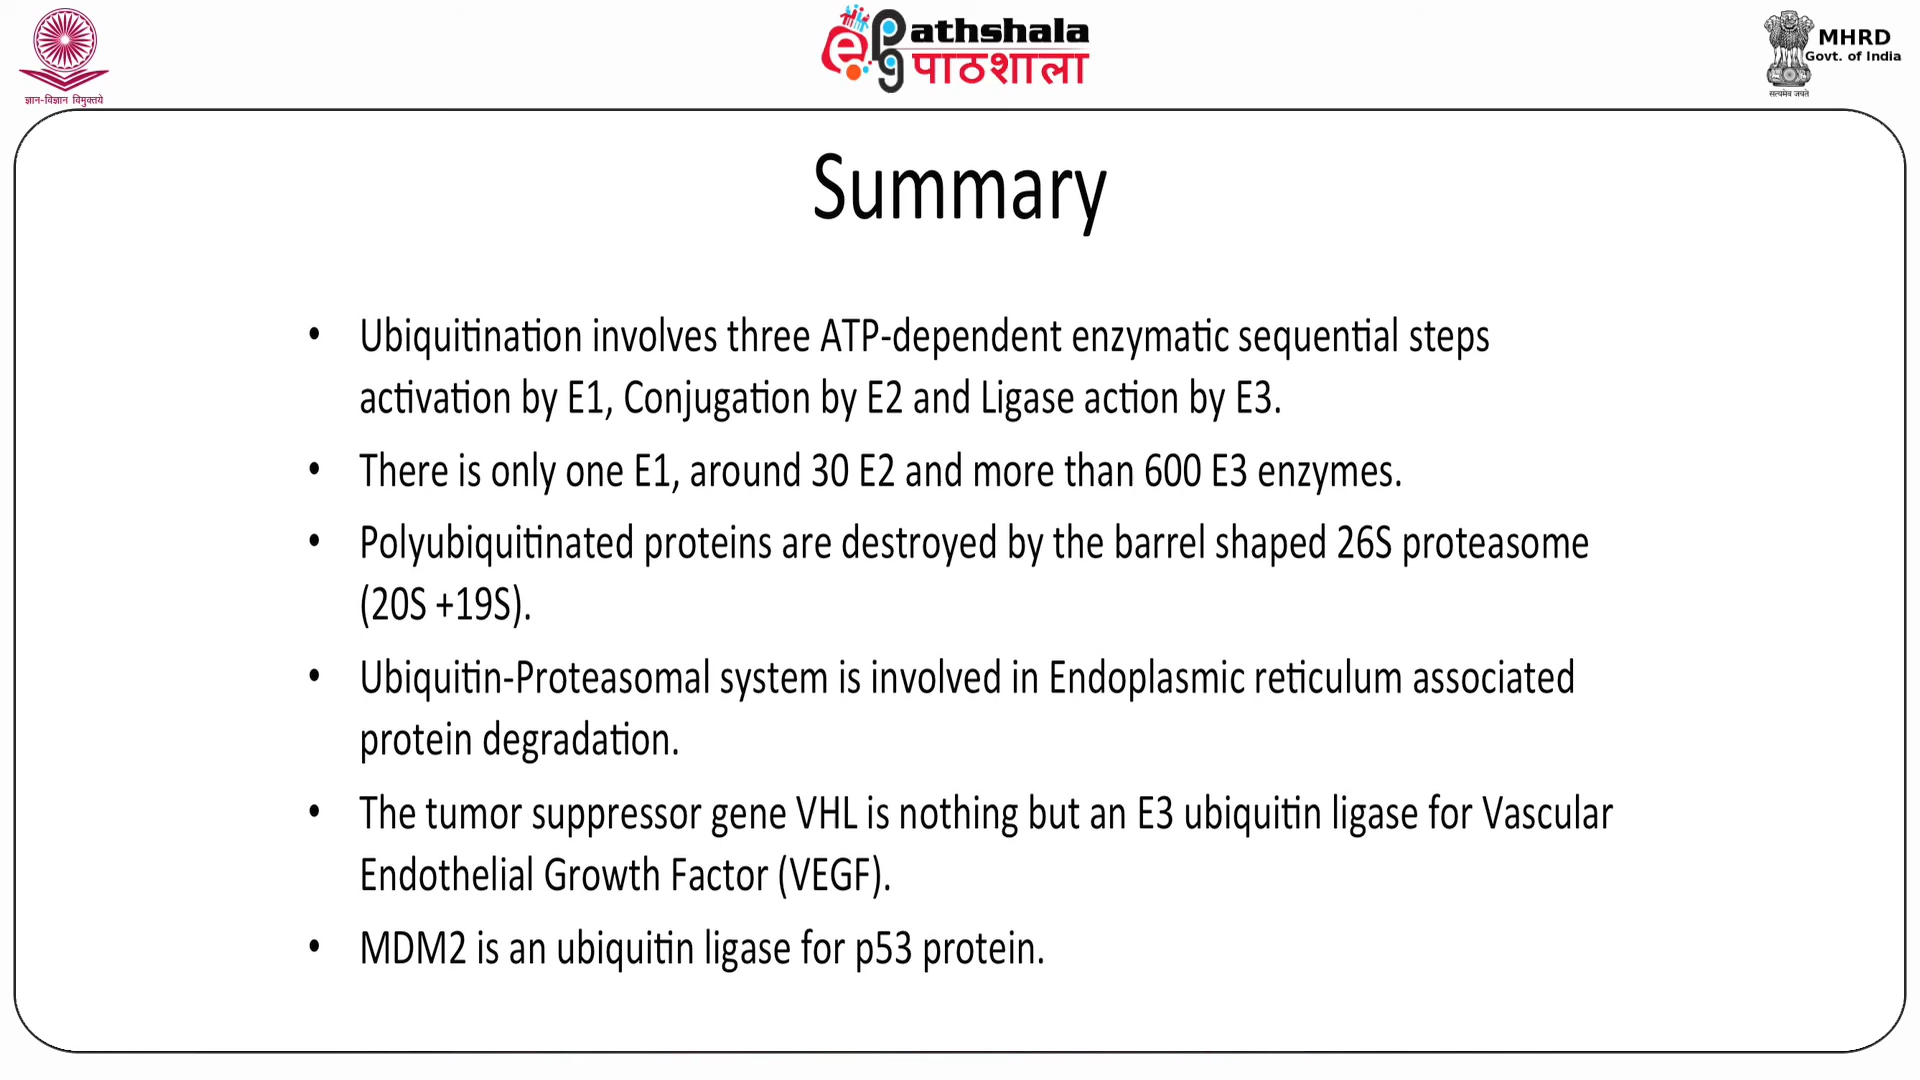 ज्ञान-विज्ञान विमुक्तये
e Pathshala
पाठशाला
MHRD
Govt. of India
सत्यमेव जयते
Summary
• Ubiquitination involves three ATP-dependent enzymatic sequential steps
activation by E1, Conjugation by E2 and Ligase action by E3.
• There is only one E1, around 30 E2 and more than 600 E3 enzymes.
• Polyubiquitinated proteins are destroyed by the barrel shaped 26S proteasome
(20S +19S).
• Ubiquitin-Proteasomal system is involved in Endoplasmic reticulum associated
protein degradation.
• The tumor suppressor gene VHL is nothing but an E3 ubiquitin ligase for Vascular
Endothelial Growth Factor (VEGF).
• MDM2 is an ubiquitin ligase for p53 protein.